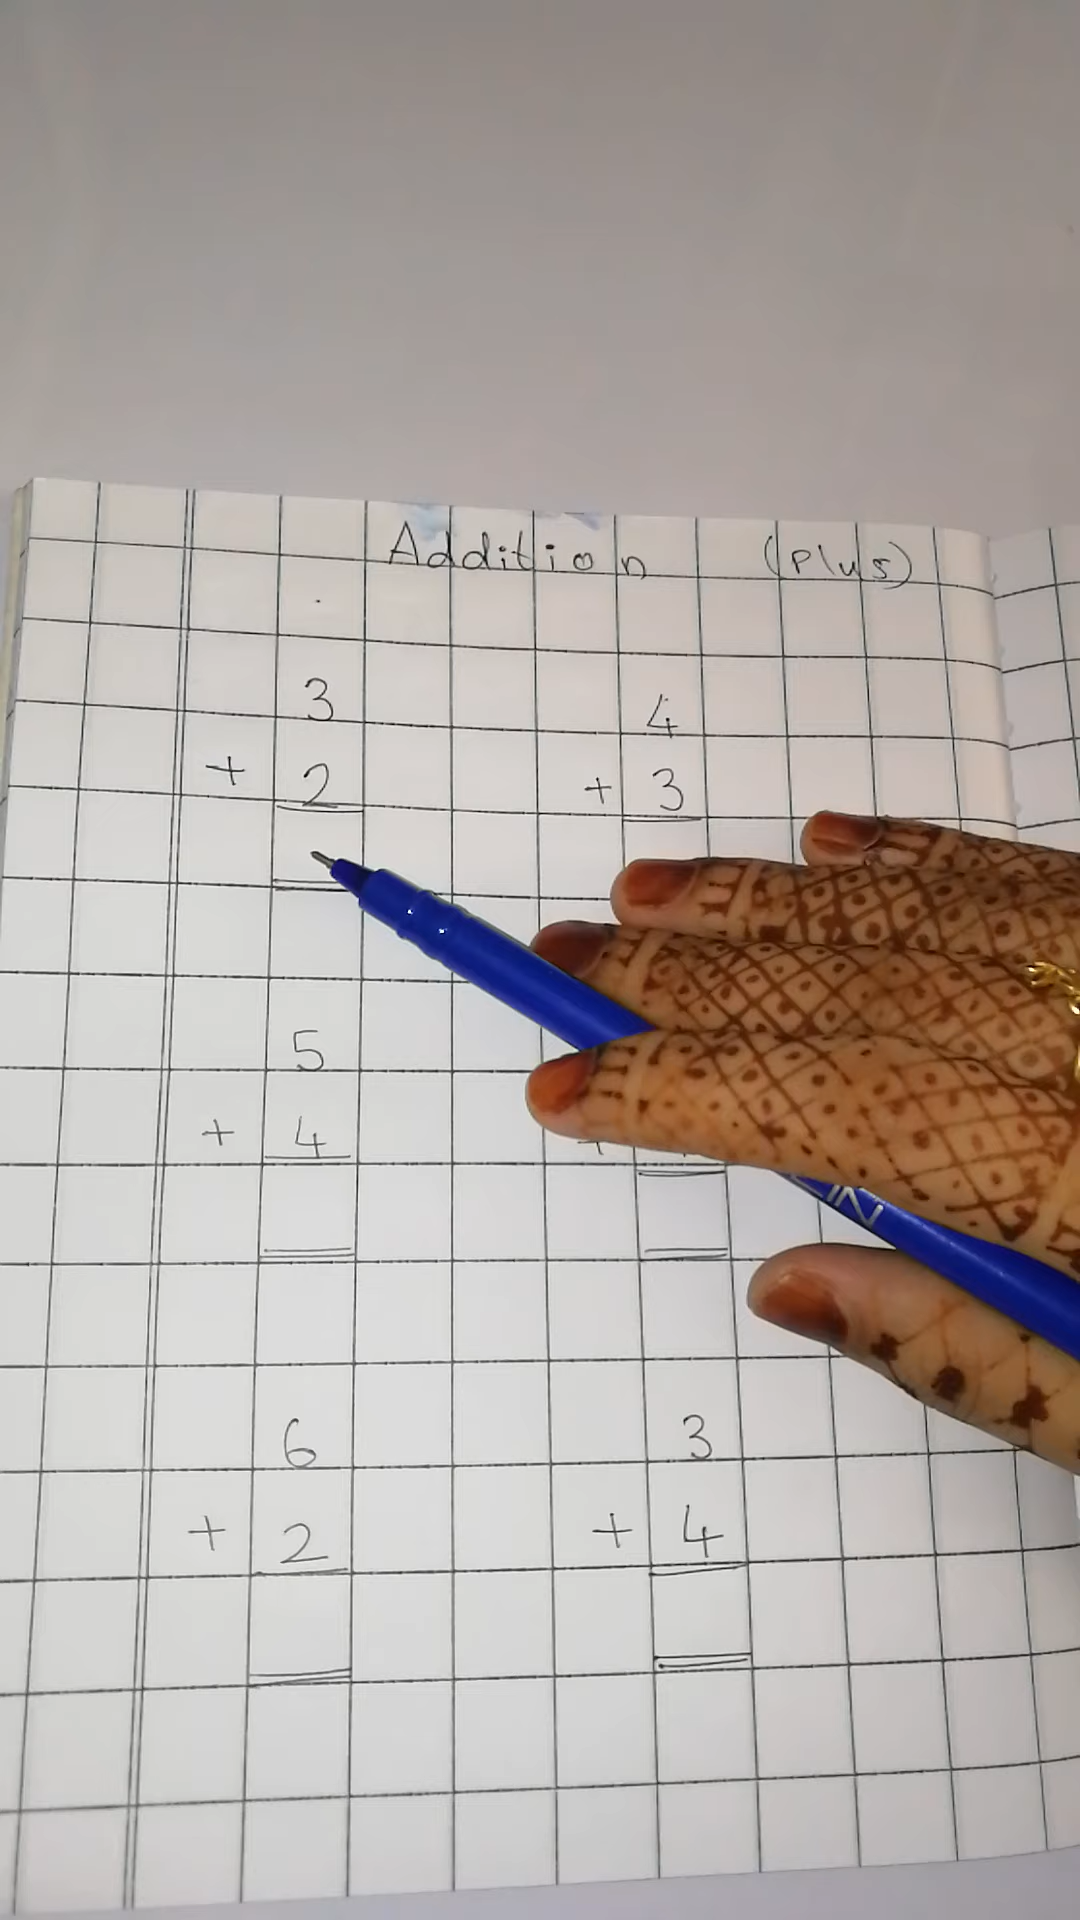 Addition (Plus)
3 4
+ 2 + 3
5
+ 4 +
6 3
+ 2 + 4